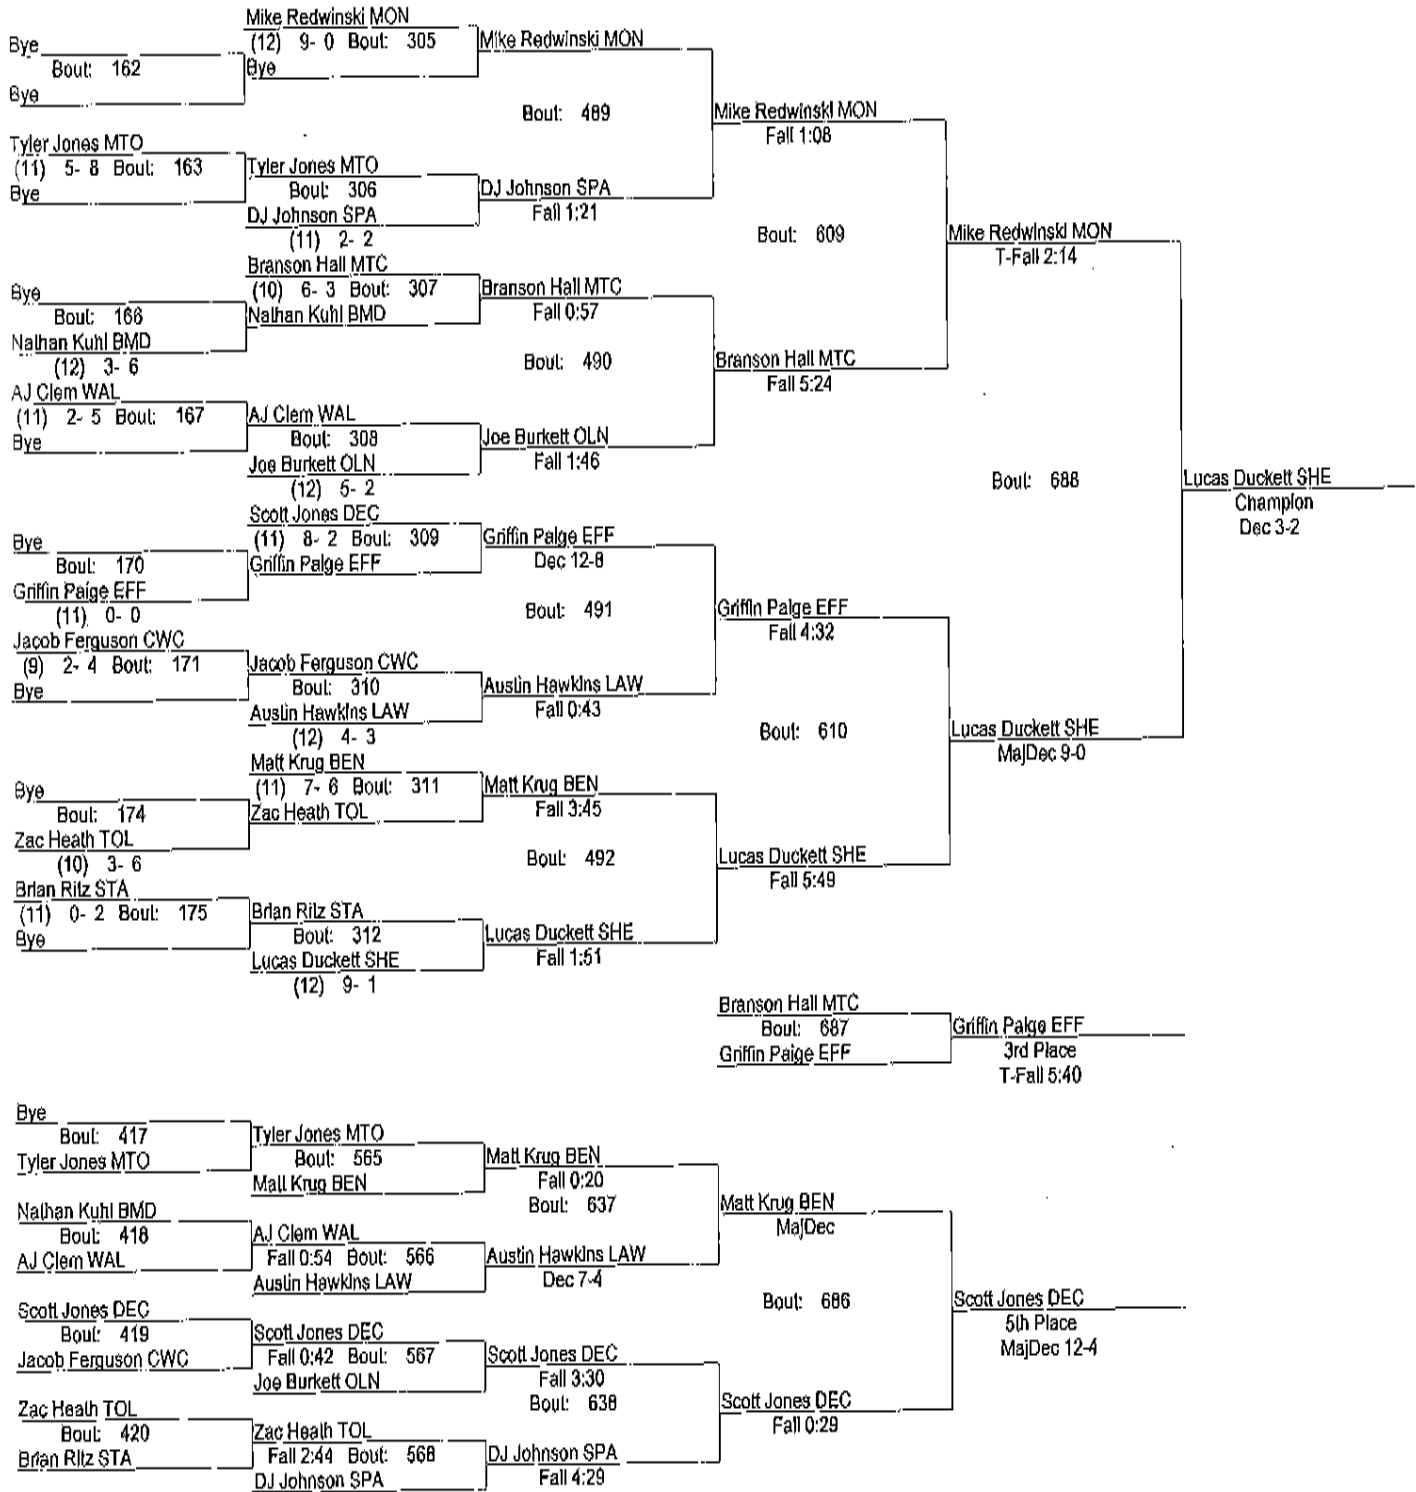 Mike Redwinski MON
Bye
(12) 9- 0 Bout: 305
Mike Redwinski MON
Bout: 162
Bye
Bye
Bout: 489
Mike Redwinski MON
Fall 1:08
Tyler Jones MTO
(11) 5- 8 Bout: 163
Tyler Jones MTO
Bye
Bout: 306
DJ Johnson SPA
DJ Johnson SPA
Fall 1:21
(11) 2- 2
Bout: 609
Mike Redwinski MON
T-Fall 2:14
Branson Hall MTC
Bye
(10) 6- 3 Bout: 307
Branson Hall MTC
Bout: 166
Nathan Kuhl BMD
Fall 0:57
Nathan Kuhl BMD
(12) 3- 6
Bout: 490
Branson Hall MTC
Fall 5:24
AJ Clem WAL
(11) 2- 5 Bout: 167
AJ Clem WAL
Bye
Bout: 308
Joe Burkett OLN
Joe Burkett OLN
Fall 1:46
(12) 5- 2
Bout: 688
Lucas Duckett SHE
Champion
Dec 3-2
Scott Jones DEC
Bye
(11) 8- 2 Bout: 309
Griffin Paige EFF
Bout: 170
Griffin Paige EFF
Dec 12-8
Griffin Paige EFF
(11) 0- 0
Bout: 491
Griffin Paige EFF
Fall 4:32
Jacob Ferguson CWC
(9) 2- 4 Bout: 171
Jacob Ferguson CWC
Bye
Bout: 310
Austin Hawkins LAW
Austin Hawkins LAW
Fall 0:43
(12) 4- 3
Bout: 610
Lucas Duckett SHE
MajDec 9-0
Matt Krug BEN
Bye
(11) 7- 6 Bout: 311
Matt Krug BEN
Bout: 174
Zac Heath TOL
Fall 3:45
Zac Heath TOL
(10) 3- 6
Bout: 492
Lucas Duckett SHE
Fall 5:49
Brian Ritz STA
(11) 0- 2 Bout: 175
Brian Ritz STA
Bye
Bout: 312
Lucas Duckett SHE
Lucas Duckett SHE
Fall 1:51
(12) 9- 1
Branson Hall MTC
Bout: 687
Griffin Paige EFF
Griffin Paige EFF
3rd Place
T-Fall 5:40
Bye
Bout: 417
Tyler Jones MTO
Tyler Jones MTO
Bout: 565
Matt Krug BEN
Matt Krug BEN
Fall 0:20
Bout: 637
Matt Krug BEN
MajDec
Nathan Kuhl BMD
Bout: 418
AJ Clem WAL
AJ Clem WAL
Fall 0:54 Bout: 566
Austin Hawkins LAW
Austin Hawkins LAW
Dec 7-4
Bout: 686
Scott Jones DEC
5th Place
MajDec 12-4
Scott Jones DEC
Bout: 419
Jacob Ferguson CWC
Scott Jones DEC
Fall 0:42 Bout: 567
Joe Burkett OLN
Scott Jones DEC
Fall 3:30
Bout: 638
Scott Jones DEC
Fall 0:29
Zac Heath TOL
Bout: 420
Brian Ritz STA
Zac Heath TOL
Fall 2:44 Bout: 568
DJ Johnson SPA
DJ Johnson SPA
Fall 4:29